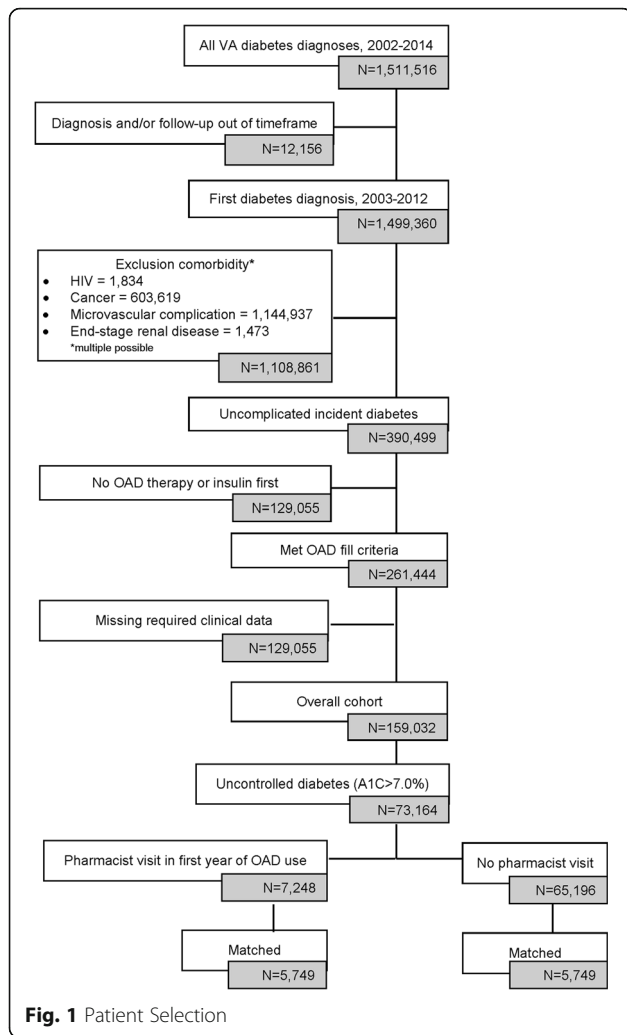 All VA diabetes diagnoses, 2002-2014
N=1,511,516
Diagnosis and/or follow-up out of timeframe
N=12,156
First diabetes diagnosis, 2003-2012
N=1,499,360
Exclusion comorbidity*
• HIV = 1,834
• Cancer = 603,619
• Microvascular complication = 1,144,937
• End-stage renal disease = 1,473
*multiple possible
N=1,108,861
Uncomplicated incident diabetes
N=390,499
No OAD therapy or insulin first
N=129,055
Met OAD fill criteria
N=261,444
Missing required clinical data
N=129,055
Overall cohort
N=159,032
Uncontrolled diabetes (A1C>7.0%)
N=73,164
Pharmacist visit in first year of OAD use
N=7,248
No pharmacist visit
N=65,196
Matched
N=5,749
Matched
N=5,749
Fig. 1 Patient Selection